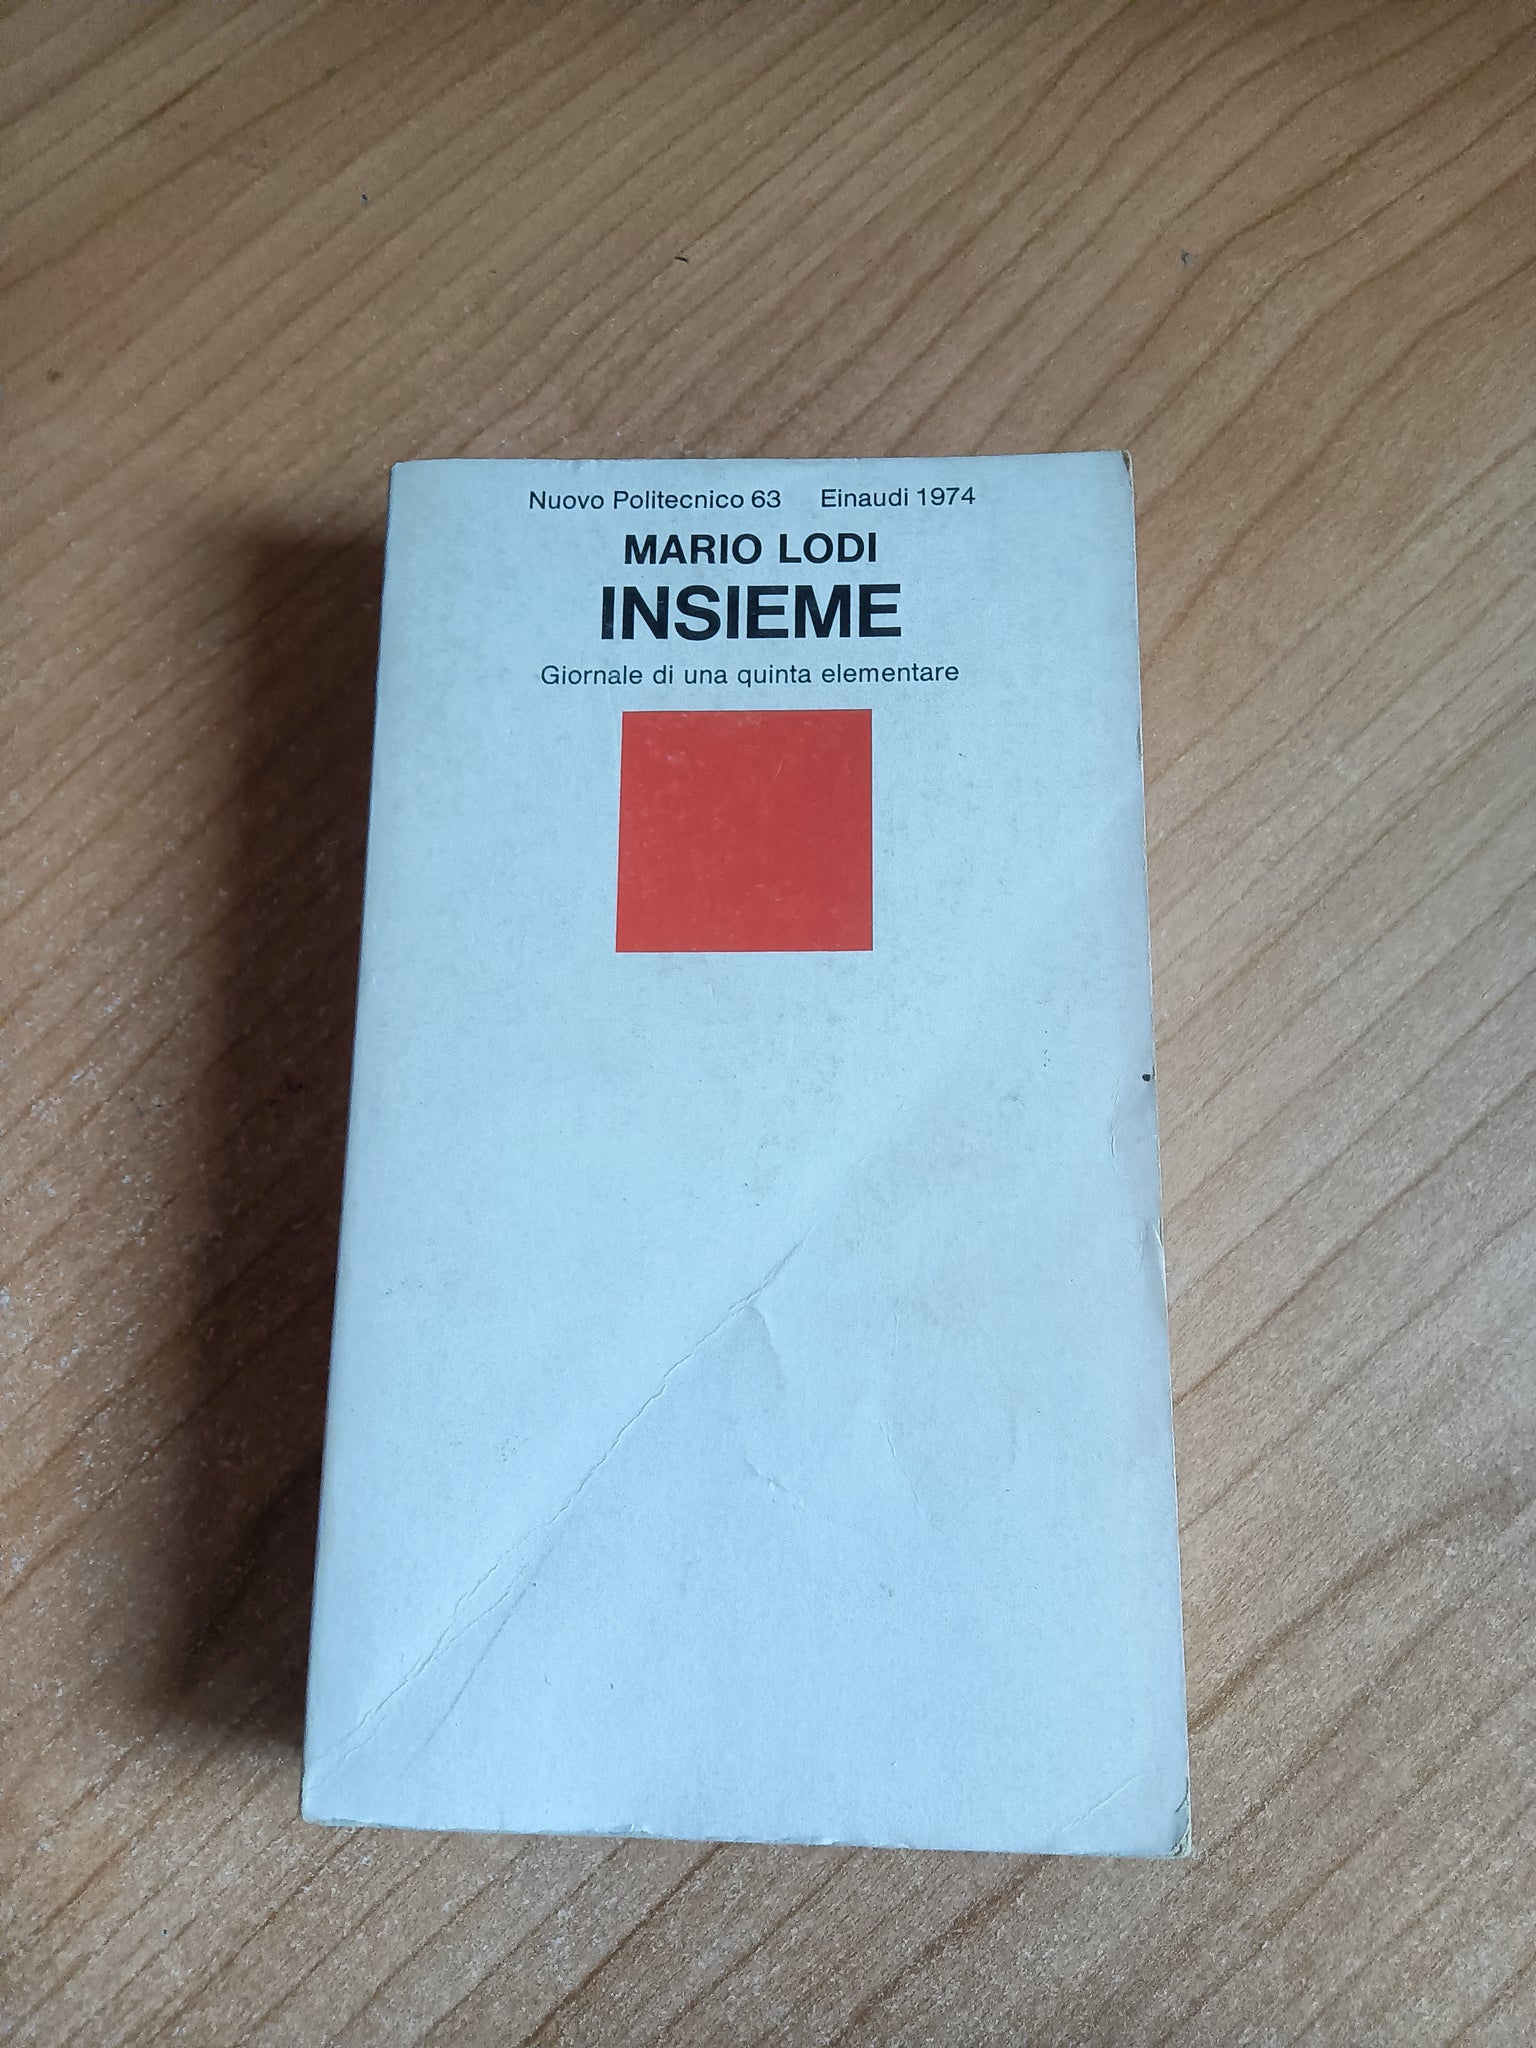 Nuovo Politecnico 63 Einaudi 1974
MARIO LODI
INSIEME
Giornale di una quinta elementare